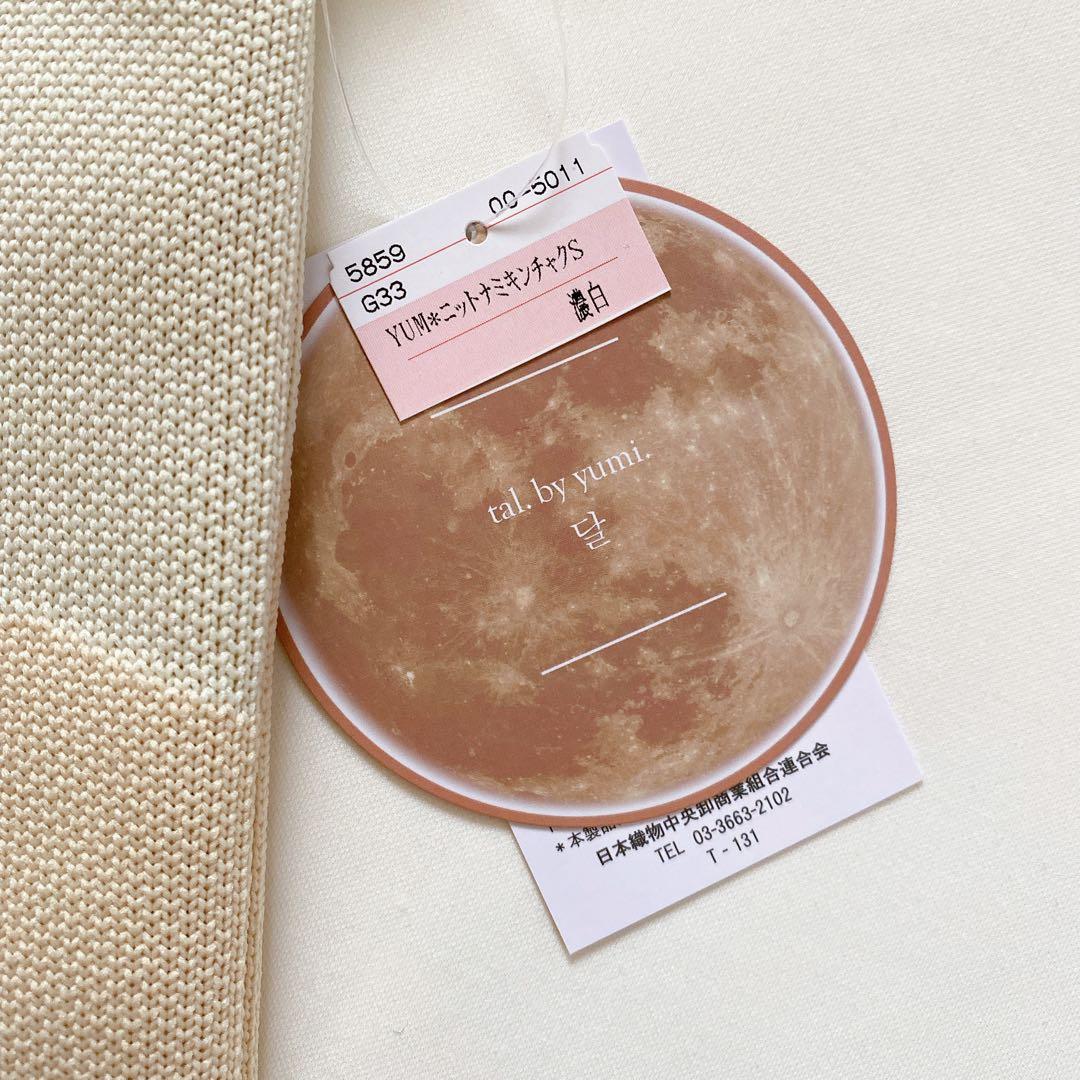 00-5011
5859
G33
YUM*ニットナミキンチャクS
濃白
tal. by yumi.
달
*本製品
日本織物中央卸商業組合連合会
TEL 03-3663-2102
T-131